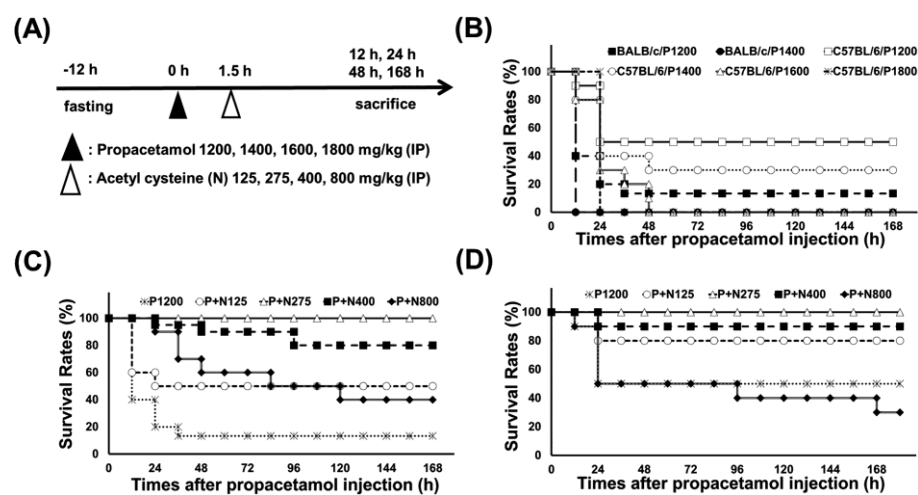 (A)
-12 h
0 h
1.5 h
12 h, 24 h
48 h, 168 h
fasting
sacrifice
: Propacetamol 1200, 1400, 1600, 1800 mg/kg (IP)
: Acetyl cysteine (N) 125, 275, 400, 800 mg/kg (IP)
(B)
BALB/c/P1200 BALB/c/P1400 C57BL/6/P1200
C57BL/6/P1400 C57BL/6/P1600 C57BL/6/P1800
Survival Rates (%)
100
80
60
40
20
0
0 24 48 72 96 120 144 168
Times after propacetamol injection (h)
(C)
P1200 P+N125 P+N275 P+N400 P+N800
Survival Rates (%)
100
80
60
40
20
0
0 24 48 72 96 120 144 168
Times after propacetamol injection (h)
(D)
P1200 P+N125 P+N275 P+N400 P+N800
Survival Rates (%)
100
80
60
40
20
0
0 24 48 72 96 120 144 168
Times after propacetamol injection (h)